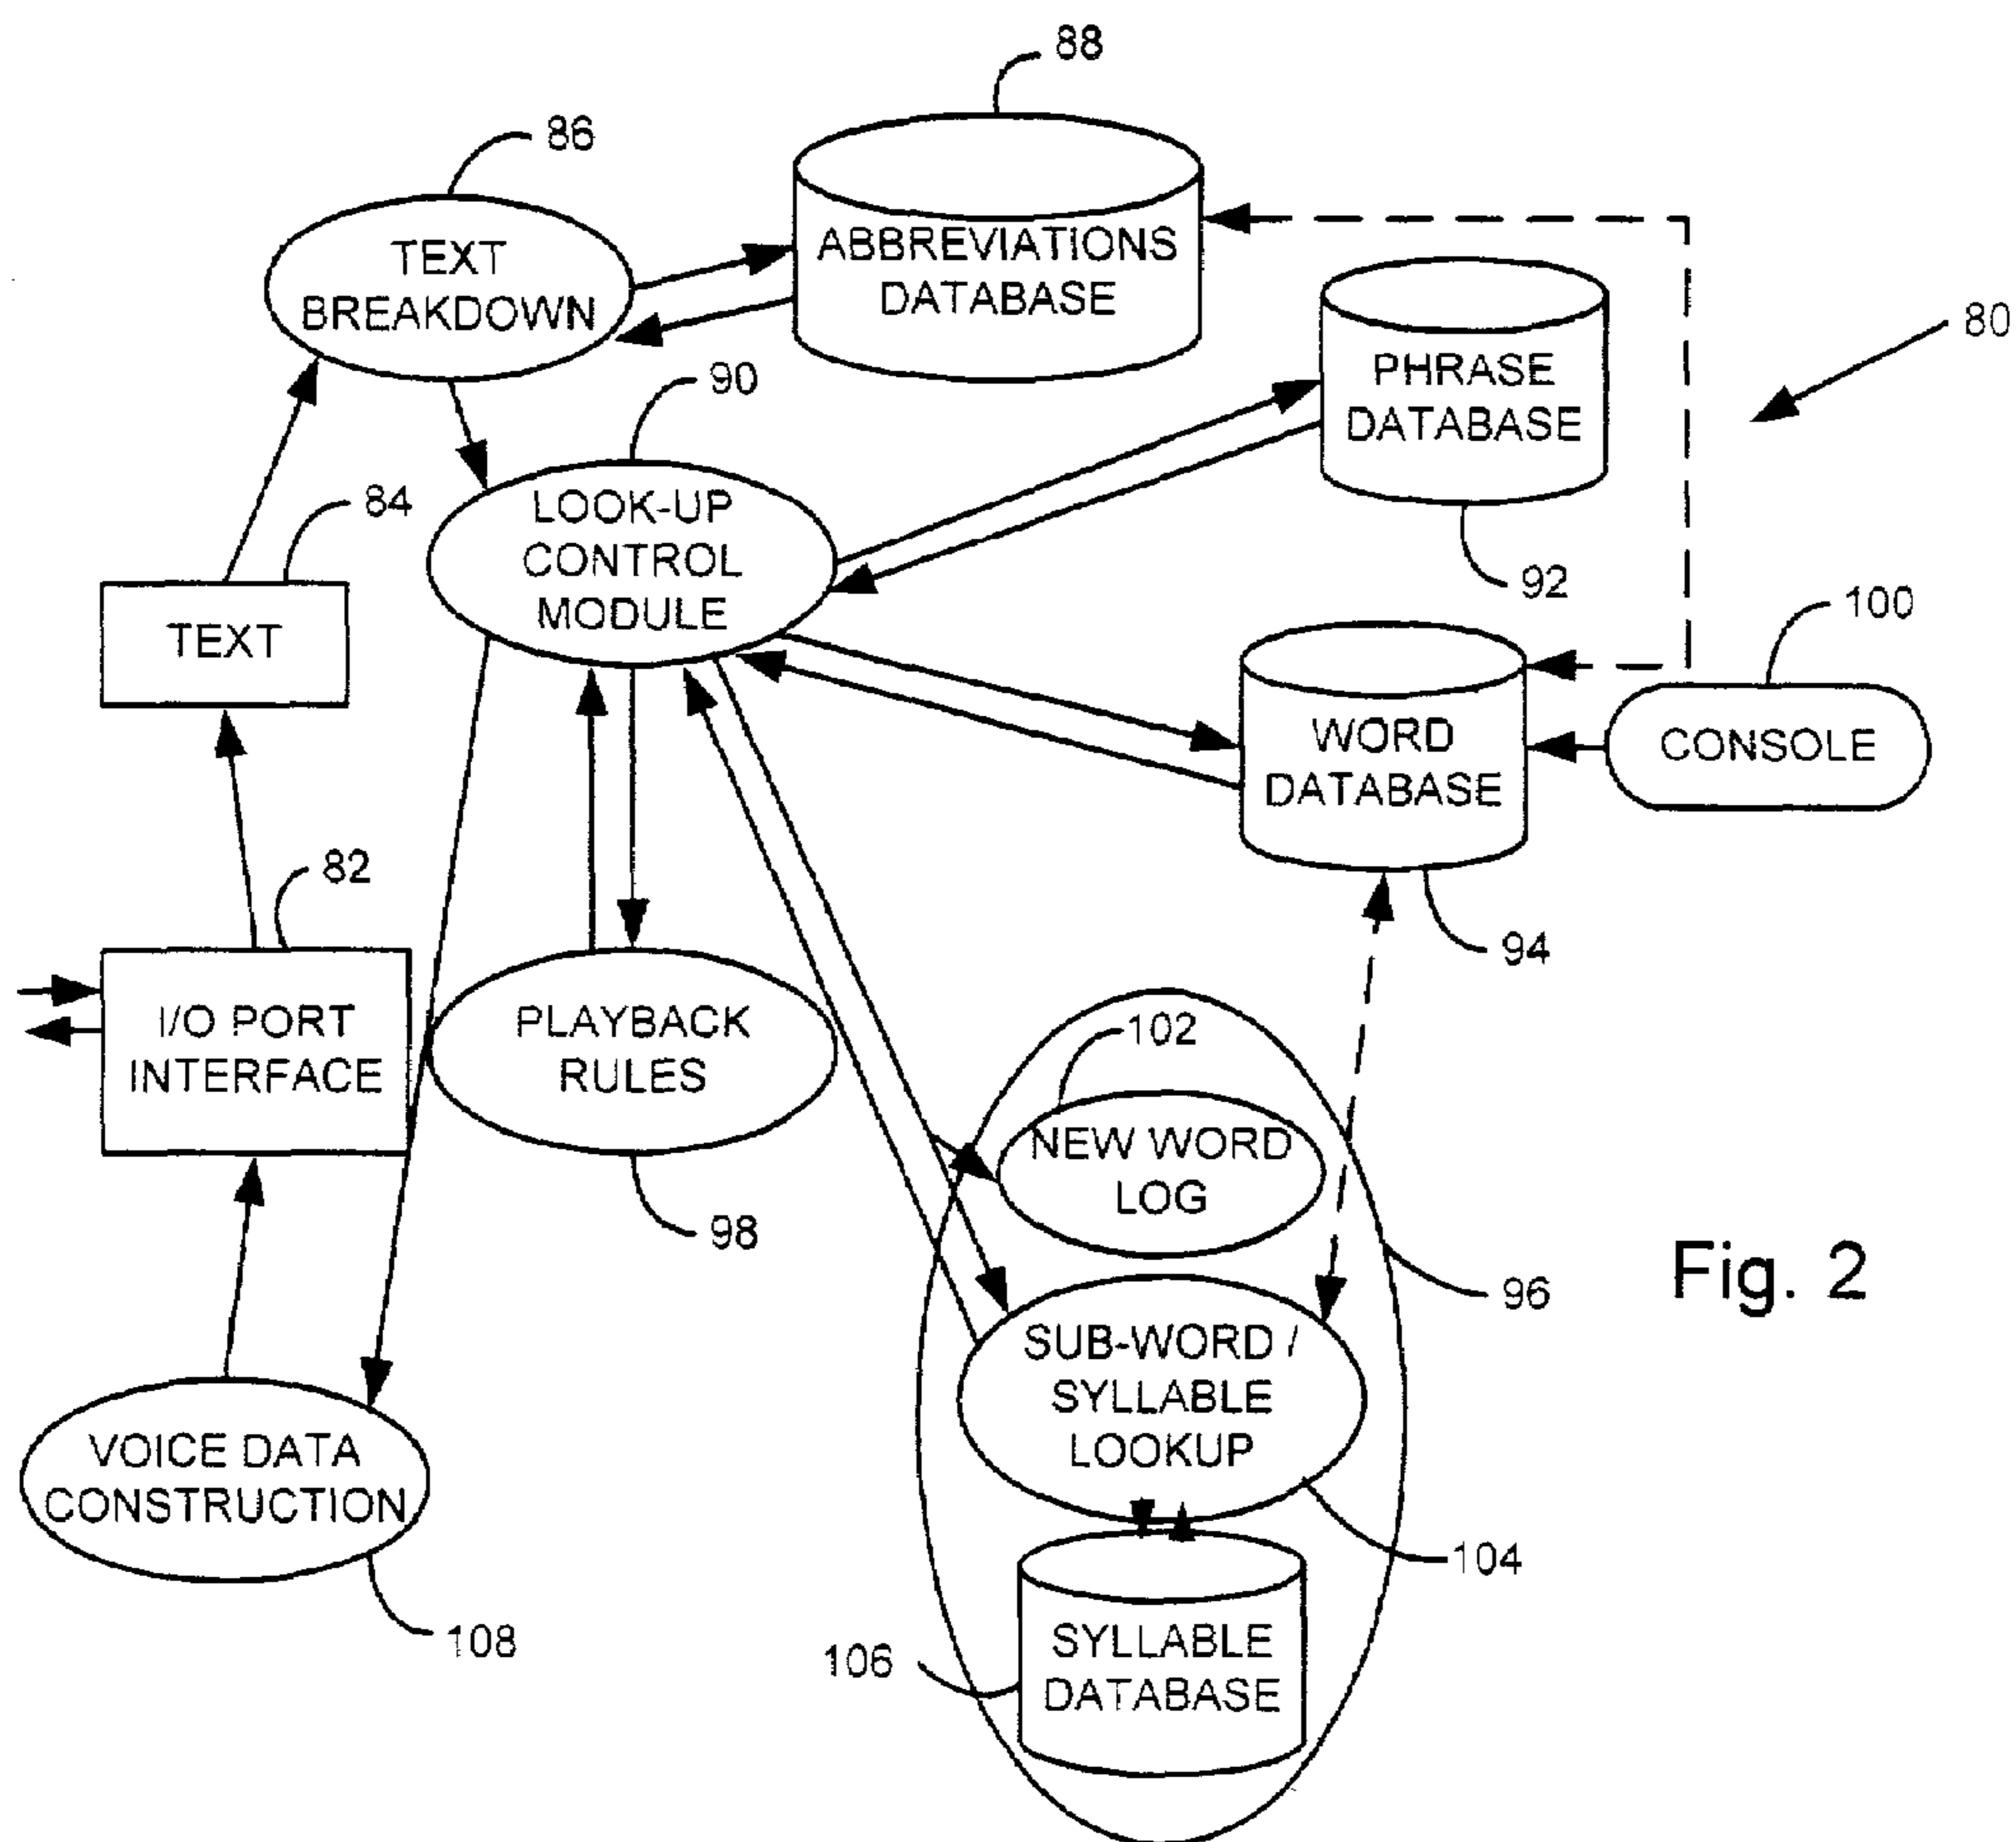 88
86
TEXT
BREAKDOWN
ABBREVIATIONS
DATABASE
80
PHRASE
DATABASE
90
84
LOOK-UP
CONTROL
MODULE
92
100
TEXT
WORD
DATABASE
CONSOLE
82
94
I/O PORT
INTERFACE
PLAYBACK
RULES
102
NEW WORD
LOG
98
96
Fig. 2
SUB-WORD /
SYLLABLE
LOOKUP
VOICE DATA
CONSTRUCTION
104
108
106
SYLLABLE
DATABASE